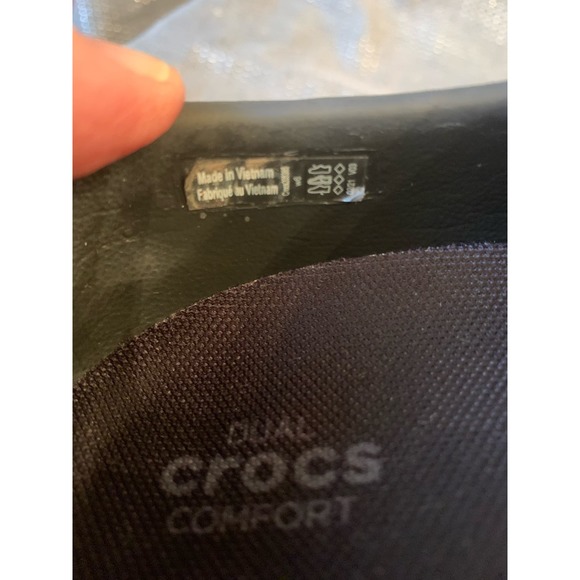 Made in Vietnam
Fabriqué au Vietnam
DUAL
crocs
COMFORT